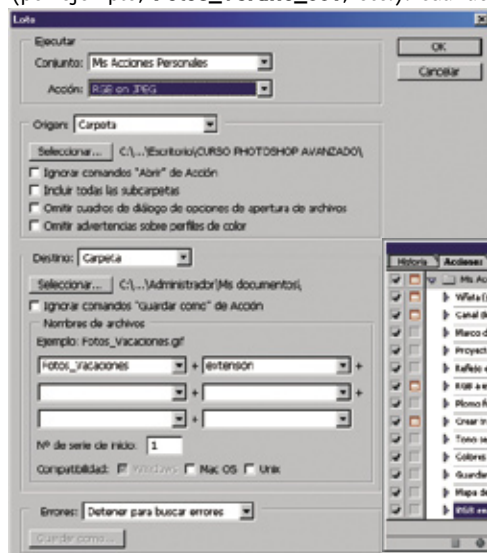 Lote
Ejecutar
Conjunto: Mis Acciones Personales
Acción: RGB en JPEG
OK
Cancelar
Origen: Carpeta
Seleccionar... C:\...\Escritorio\CURSO PHOTOSHOP AVANZADO\
Ignorar comandos "Abrir" de Acción
Incluir todas las subcarpetas
Omitir cuadros de diálogo de opciones de apertura de archivos
Omitir advertencias sobre perfiles de color
Destino: Carpeta
Seleccionar... C:\...\Administrador\Mis documentos\
Ignorar comandos "Guardar como" de Acción
Nombres de archivos
Ejemplo: Fotos_Vacaciones.gif
Fotos_Vacaciones + extensión +
+ +
+
Nº de serie de inicio: 1
Compatibilidad: Windows Mac OS Unix
Errores: Detener para buscar errores
Guardar como...
Historia Acciones
Mis Ac
Viñeta (
Canal de
Marco d
Proyect
Reflejo e
RGB a e
Plomo f
Crear tr
Tono se
Colores
Guardar
Mapa de
RGB en